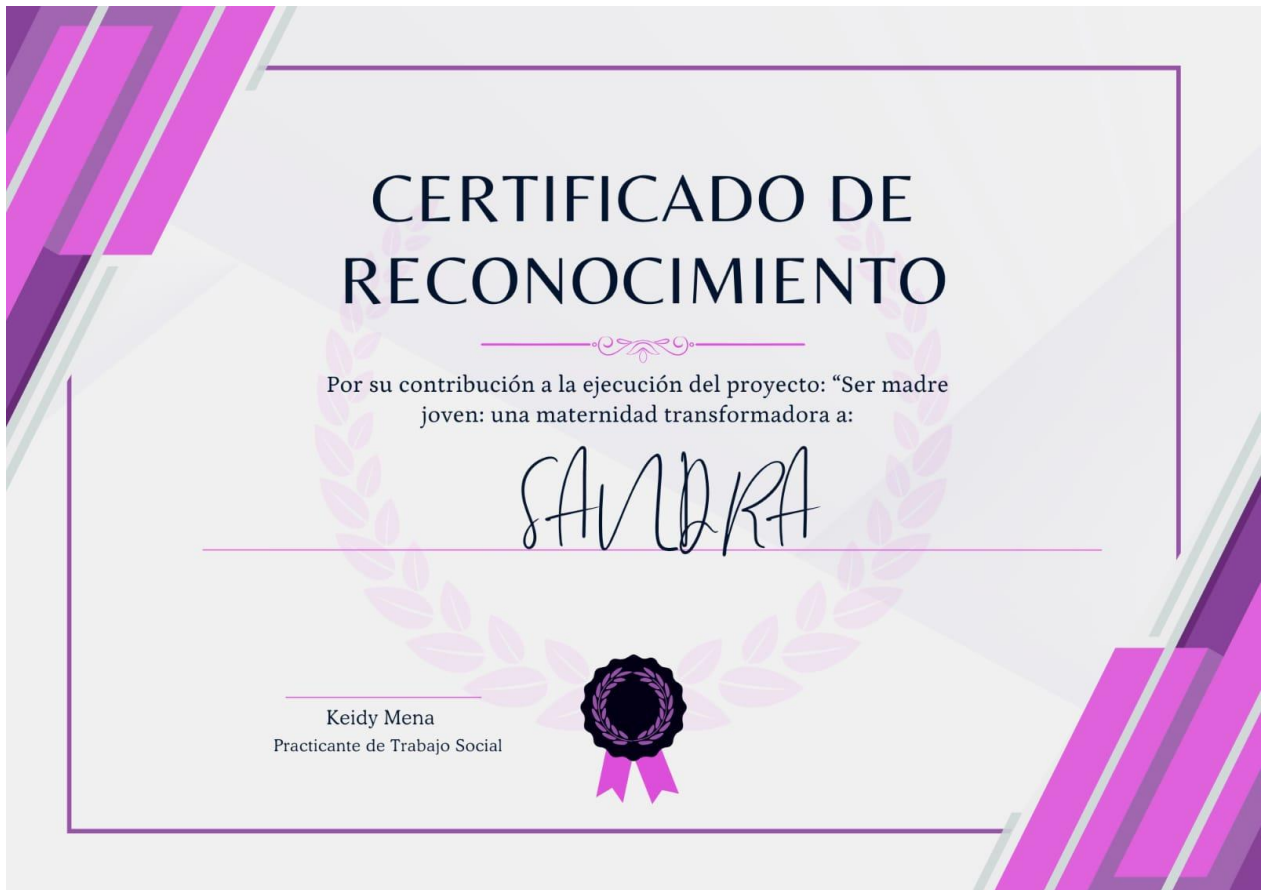 CERTIFICADO DE
RECONOCIMIENTO
Por su contribución a la ejecución del proyecto: “Ser madre
joven: una maternidad transformadora a:
SANDRA
Keidy Mena
Practicante de Trabajo Social